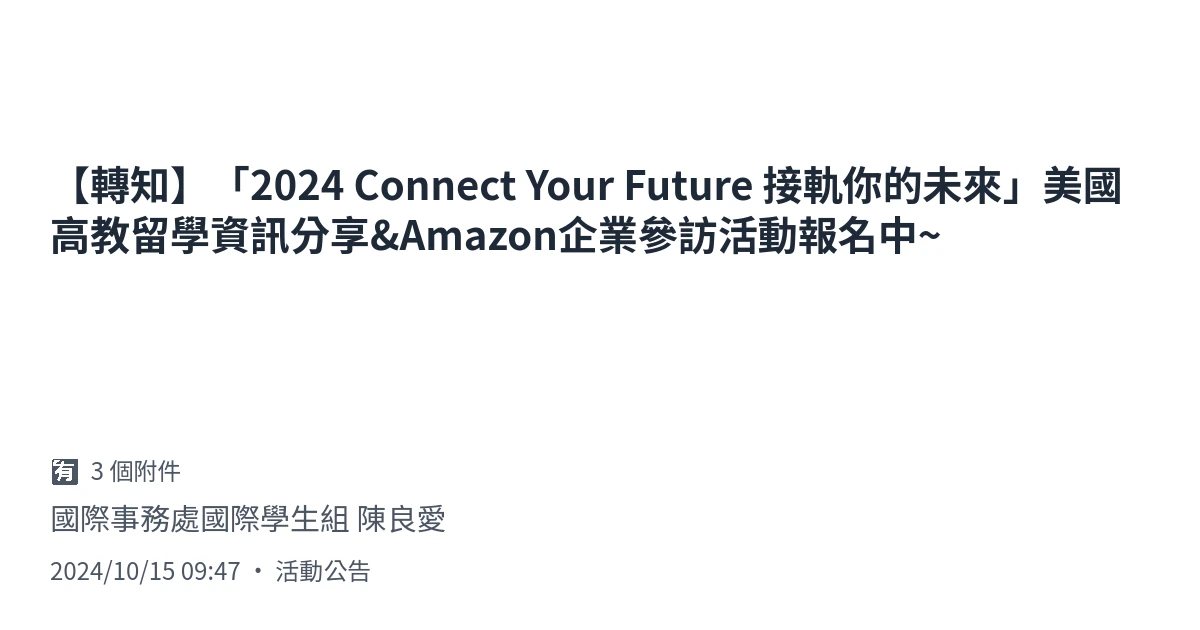 【轉知】「2024 Connect Your Future 接軌你的未來」美國
高教留學資訊分享&Amazon企業參訪活動報名中~
有 3 個附件
國際事務處國際學生組 陳良愛
2024/10/15 09:47 ・ 活動公告